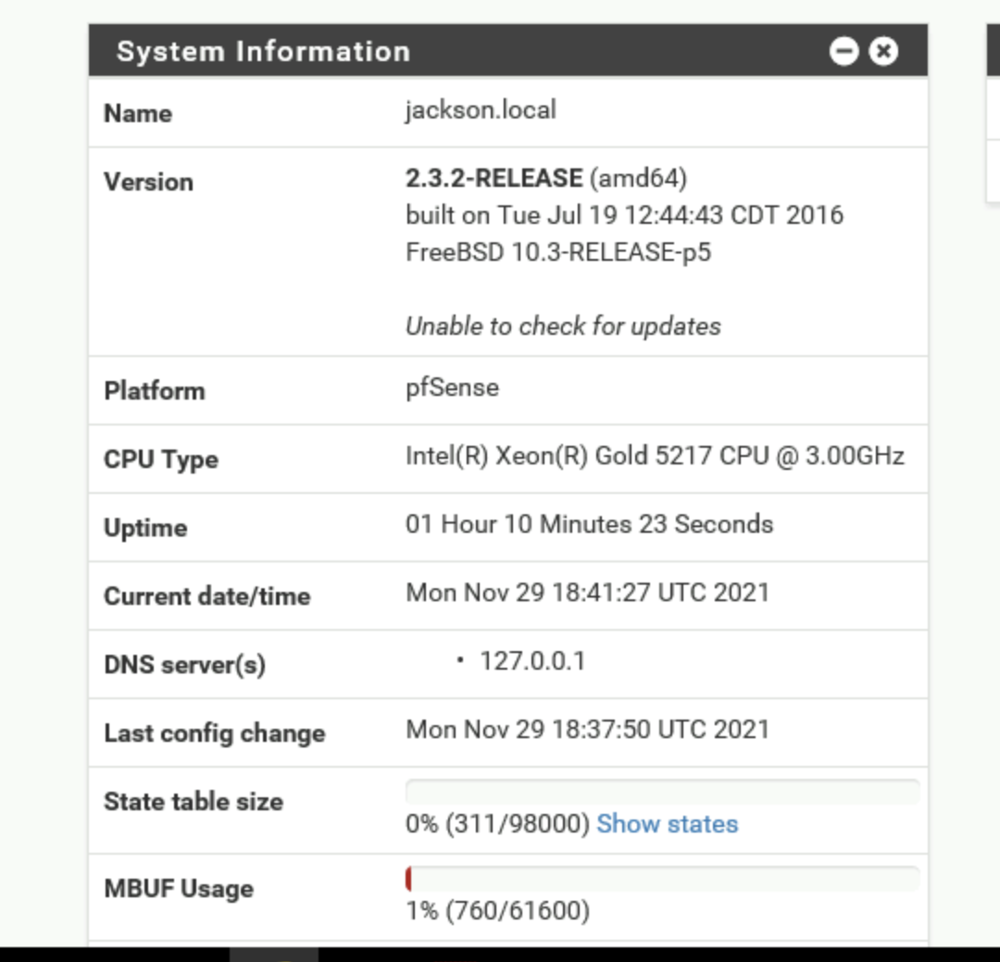 System Information
Name jackson.local
Version 2.3.2-RELEASE (amd64)
built on Tue Jul 19 12:44:43 CDT 2016
FreeBSD 10.3-RELEASE-p5
Unable to check for updates
Platform pfSense
CPU Type Intel(R) Xeon(R) Gold 5217 CPU @ 3.00GHz
Uptime 01 Hour 10 Minutes 23 Seconds
Current date/time Mon Nov 29 18:41:27 UTC 2021
DNS server(s) • 127.0.0.1
Last config change Mon Nov 29 18:37:50 UTC 2021
State table size
0% (311/98000) Show states
MBUF Usage
1% (760/61600)